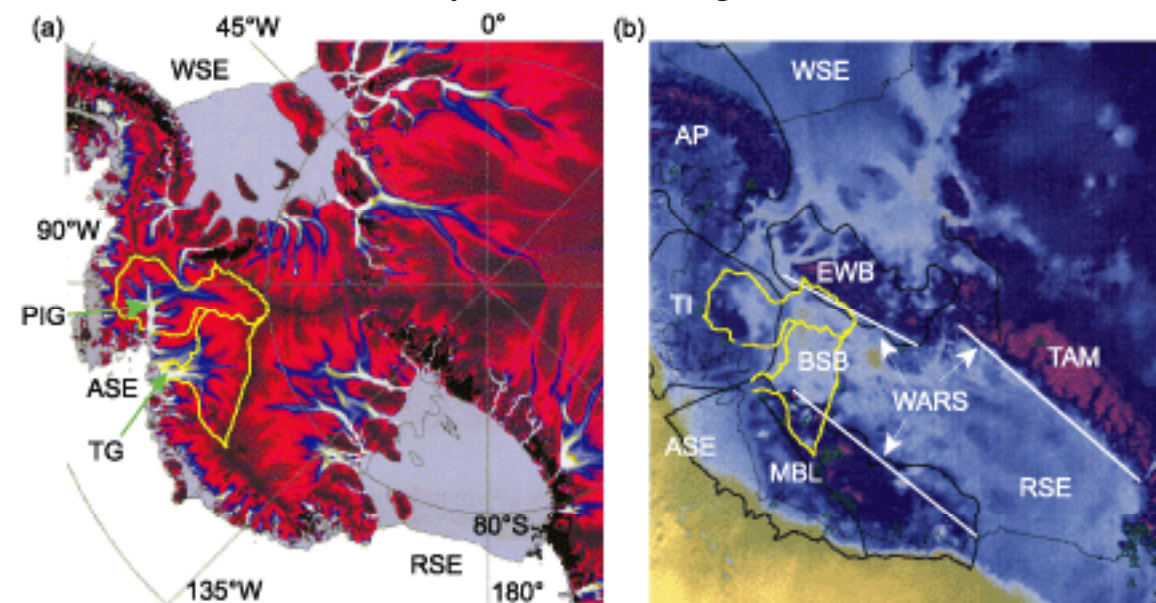 (a)
45°W
0°
WSE
90°W
PIG
ASE
TG
80°S
RSE
135°W
180°
(b)
WSE
AP
EWB
TI
BSB
TAM
WARS
ASE
MBL
RSE